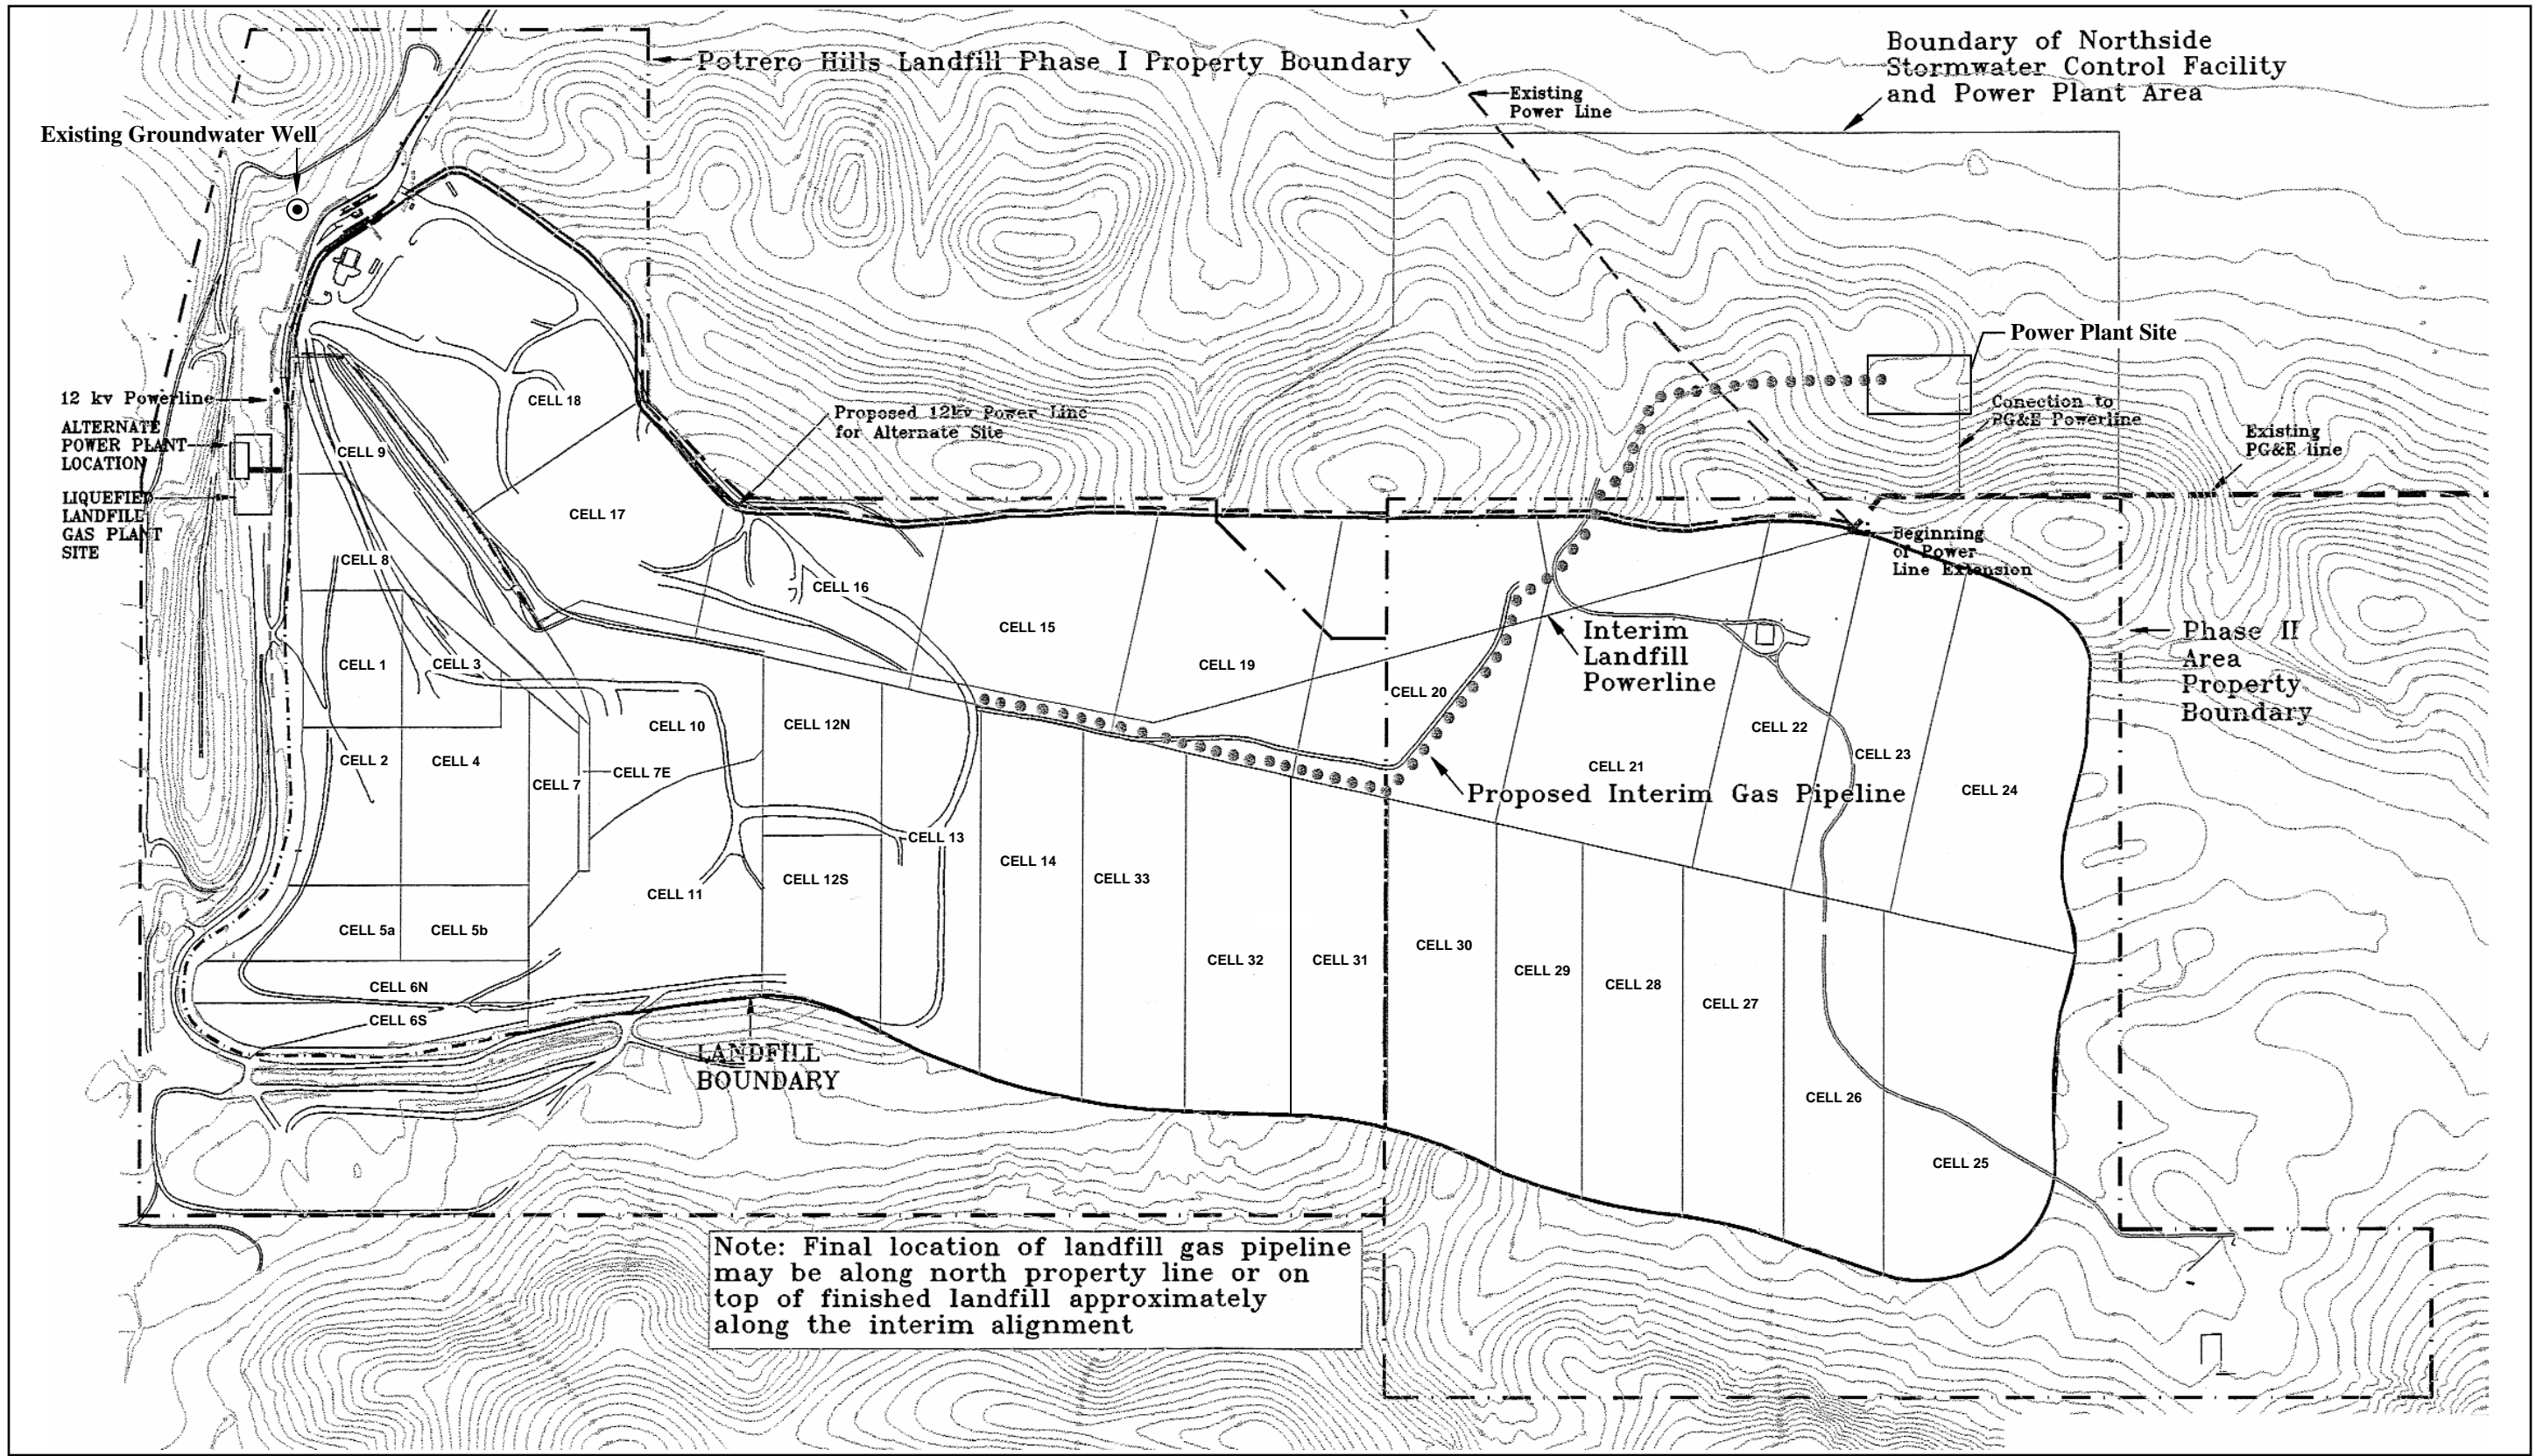 Potrero Hills Landfill Phase I Property Boundary
Boundary of Northside
Stormwater Control Facility
and Power Plant Area
Existing
Power Line
Existing Groundwater Well
Power Plant Site
12 kv Powerline
ALTERNATE
POWER PLANT
LOCATION
LIQUEFIED
LANDFILL
GAS PLANT
SITE
Proposed 12kv Power Line
for Alternate Site
Conection to
PG&E Powerline
Existing
PG&E line
Beginning
of Power
Line Extension
CELL 18
CELL 9
CELL 17
CELL 8
CELL 16
CELL 15
CELL 19
CELL 20
Interim
Landfill
Powerline
Phase II
Area
Property
Boundary
CELL 1
CELL 3
CELL 10
CELL 12N
CELL 22
CELL 23
CELL 2
CELL 4
CELL 7
CELL 7E
CELL 21
CELL 24
Proposed Interim Gas Pipeline
CELL 13
CELL 14
CELL 33
CELL 11
CELL 12S
CELL 5a
CELL 5b
CELL 32
CELL 31
CELL 30
CELL 29
CELL 28
CELL 27
CELL 6N
CELL 6S
LANDFILL
BOUNDARY
CELL 26
CELL 25
Note: Final location of landfill gas pipeline
may be along north property line or on
top of finished landfill approximately
along the interim alignment